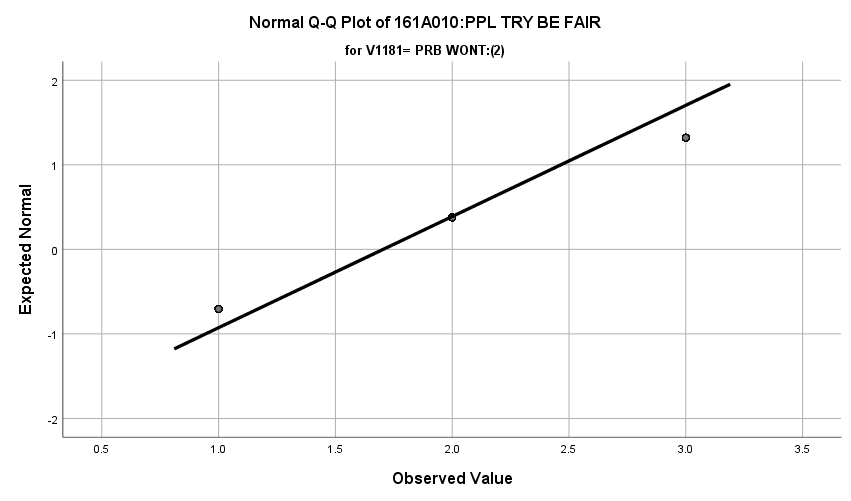 Normal Q-Q Plot of 161A010:PPL TRY BE FAIR
for V1181= PRB WONT:(2)
2
1
0
-1
-2
Expected Normal
0.5 1.0 1.5 2.0 2.5 3.0 3.5
Observed Value